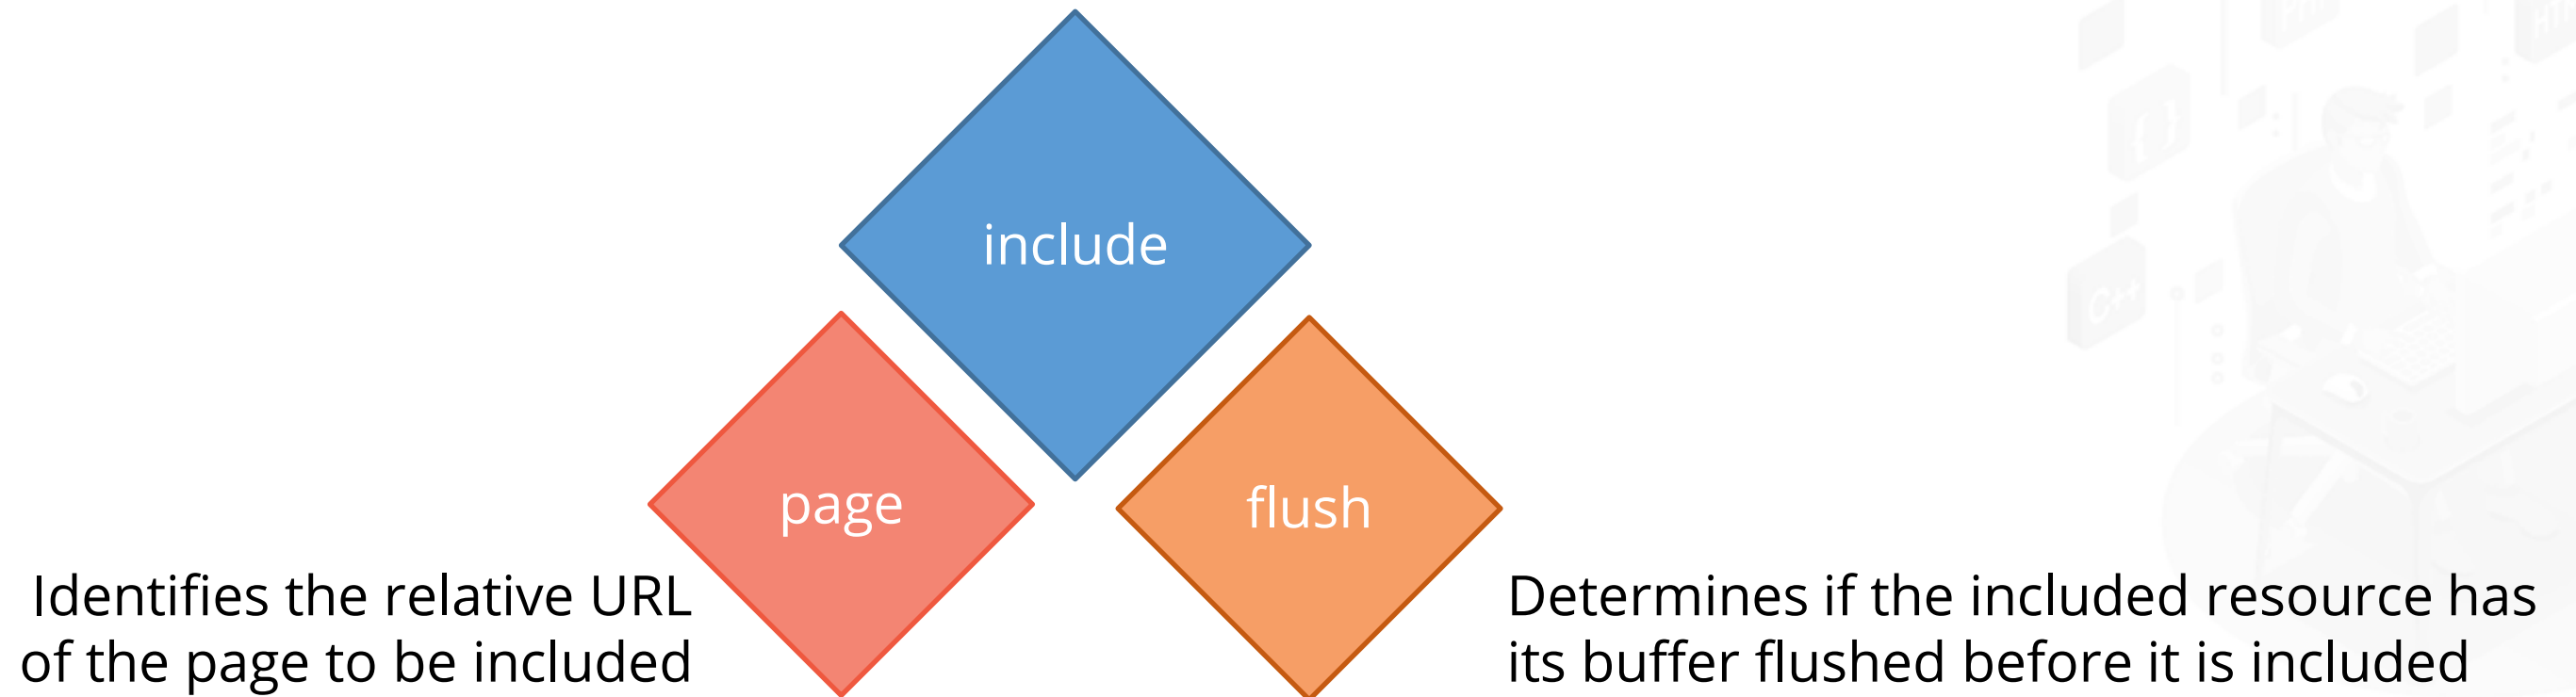 include
page
flush
Identifies the relative URL
of the page to be included
Determines if the included resource has
its buffer flushed before it is included
{ }
C++